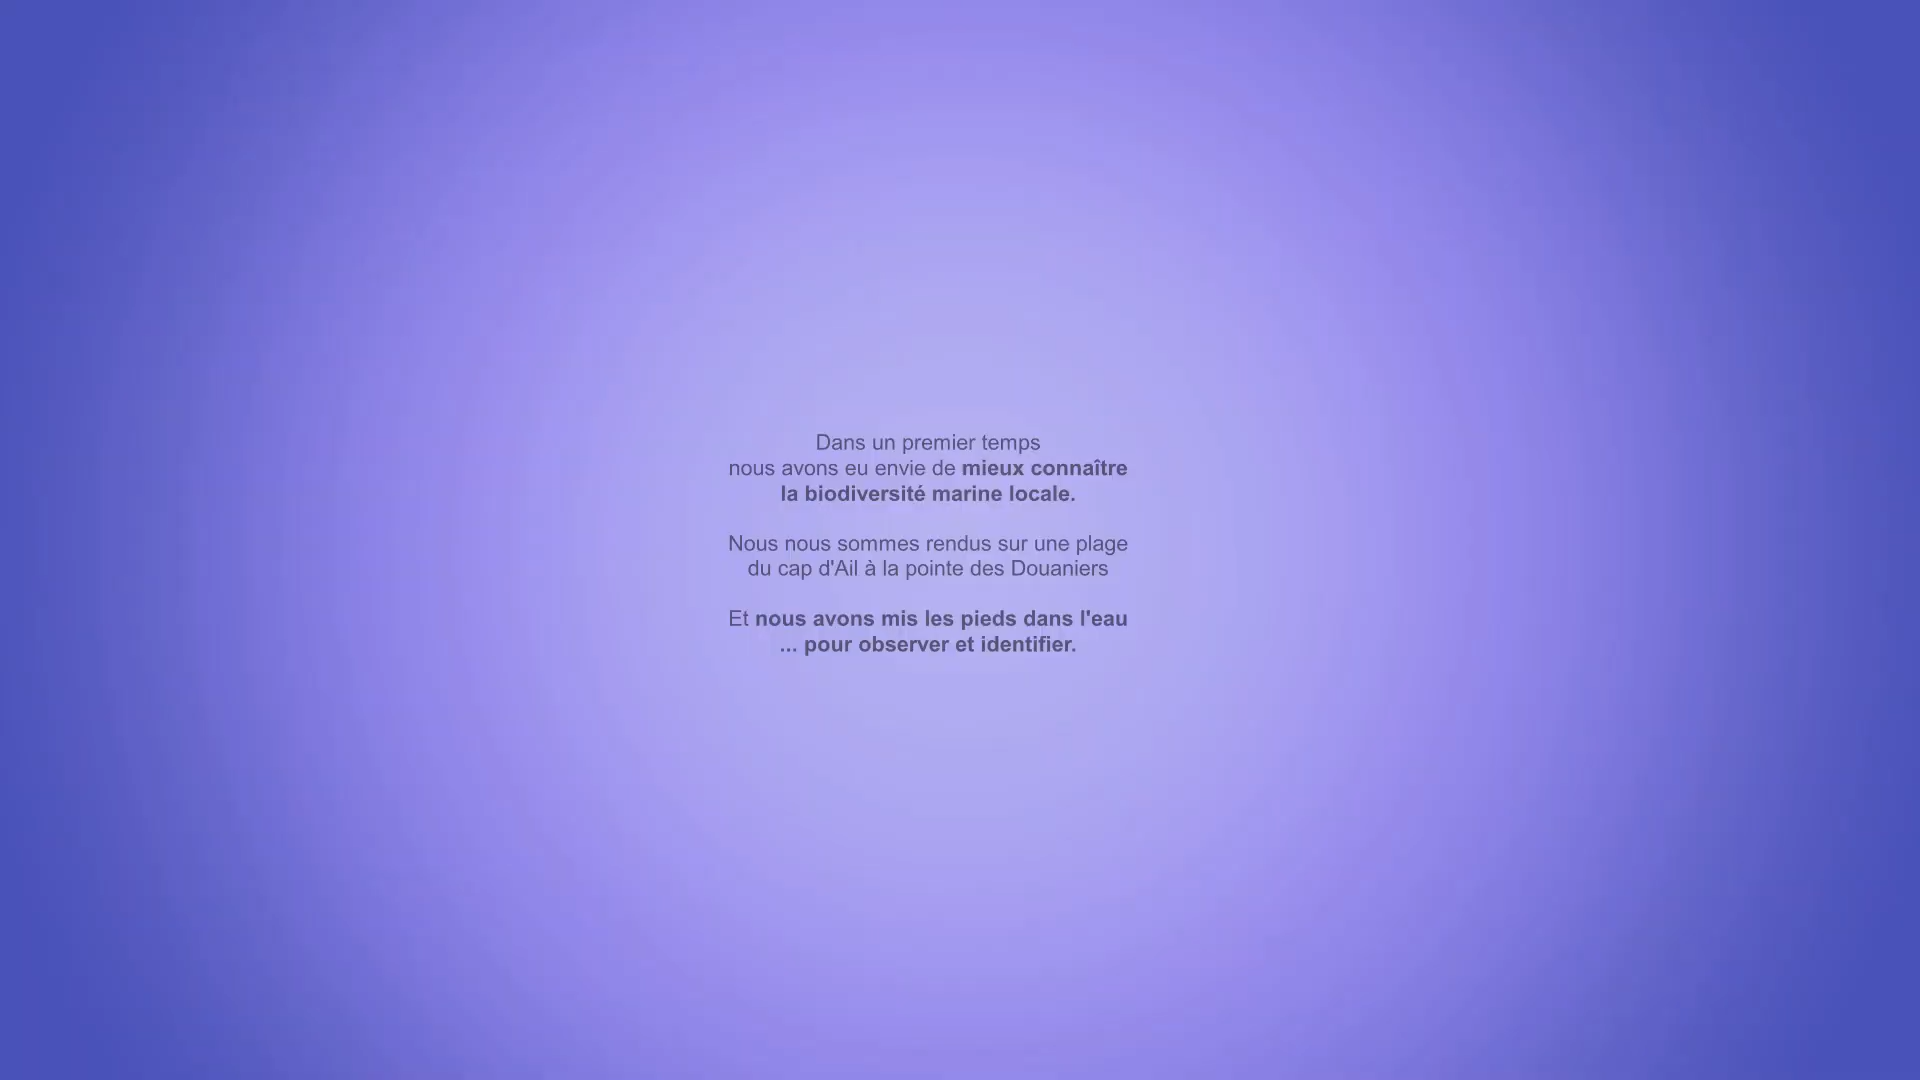 Dans un premier temps
nous avons eu envie de mieux connaître
la biodiversité marine locale.
Nous nous sommes rendus sur une plage
du cap d'Ail à la pointe des Douaniers
Et nous avons mis les pieds dans l'eau
... pour observer et identifier.